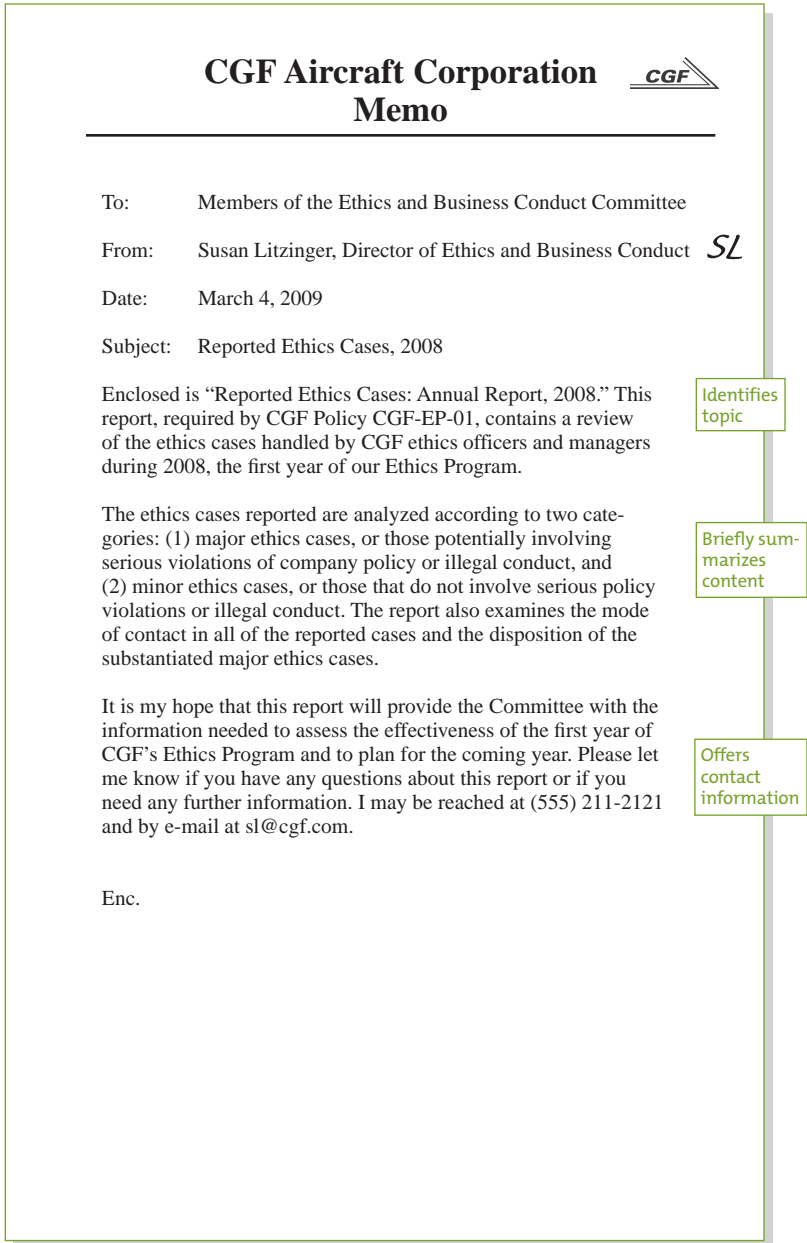 CGF Aircraft Corporation
CGF
Memo
To: Members of the Ethics and Business Conduct Committee
From: Susan Litzinger, Director of Ethics and Business Conduct SL
Date: March 4, 2009
Subject: Reported Ethics Cases, 2008
Enclosed is “Reported Ethics Cases: Annual Report, 2008.” This
report, required by CGF Policy CGF-EP-01, contains a review
of the ethics cases handled by CGF ethics officers and managers
during 2008, the first year of our Ethics Program.
Identifies
topic
The ethics cases reported are analyzed according to two cate-
gories: (1) major ethics cases, or those potentially involving
serious violations of company policy or illegal conduct, and
(2) minor ethics cases, or those that do not involve serious policy
violations or illegal conduct. The report also examines the mode
of contact in all of the reported cases and the disposition of the
substantiated major ethics cases.
Briefly sum-
marizes
content
It is my hope that this report will provide the Committee with the
information needed to assess the effectiveness of the first year of
CGF’s Ethics Program and to plan for the coming year. Please let
me know if you have any questions about this report or if you
need any further information. I may be reached at (555) 211-2121
and by e-mail at sl@cgf.com.
Offers
contact
information
Enc.